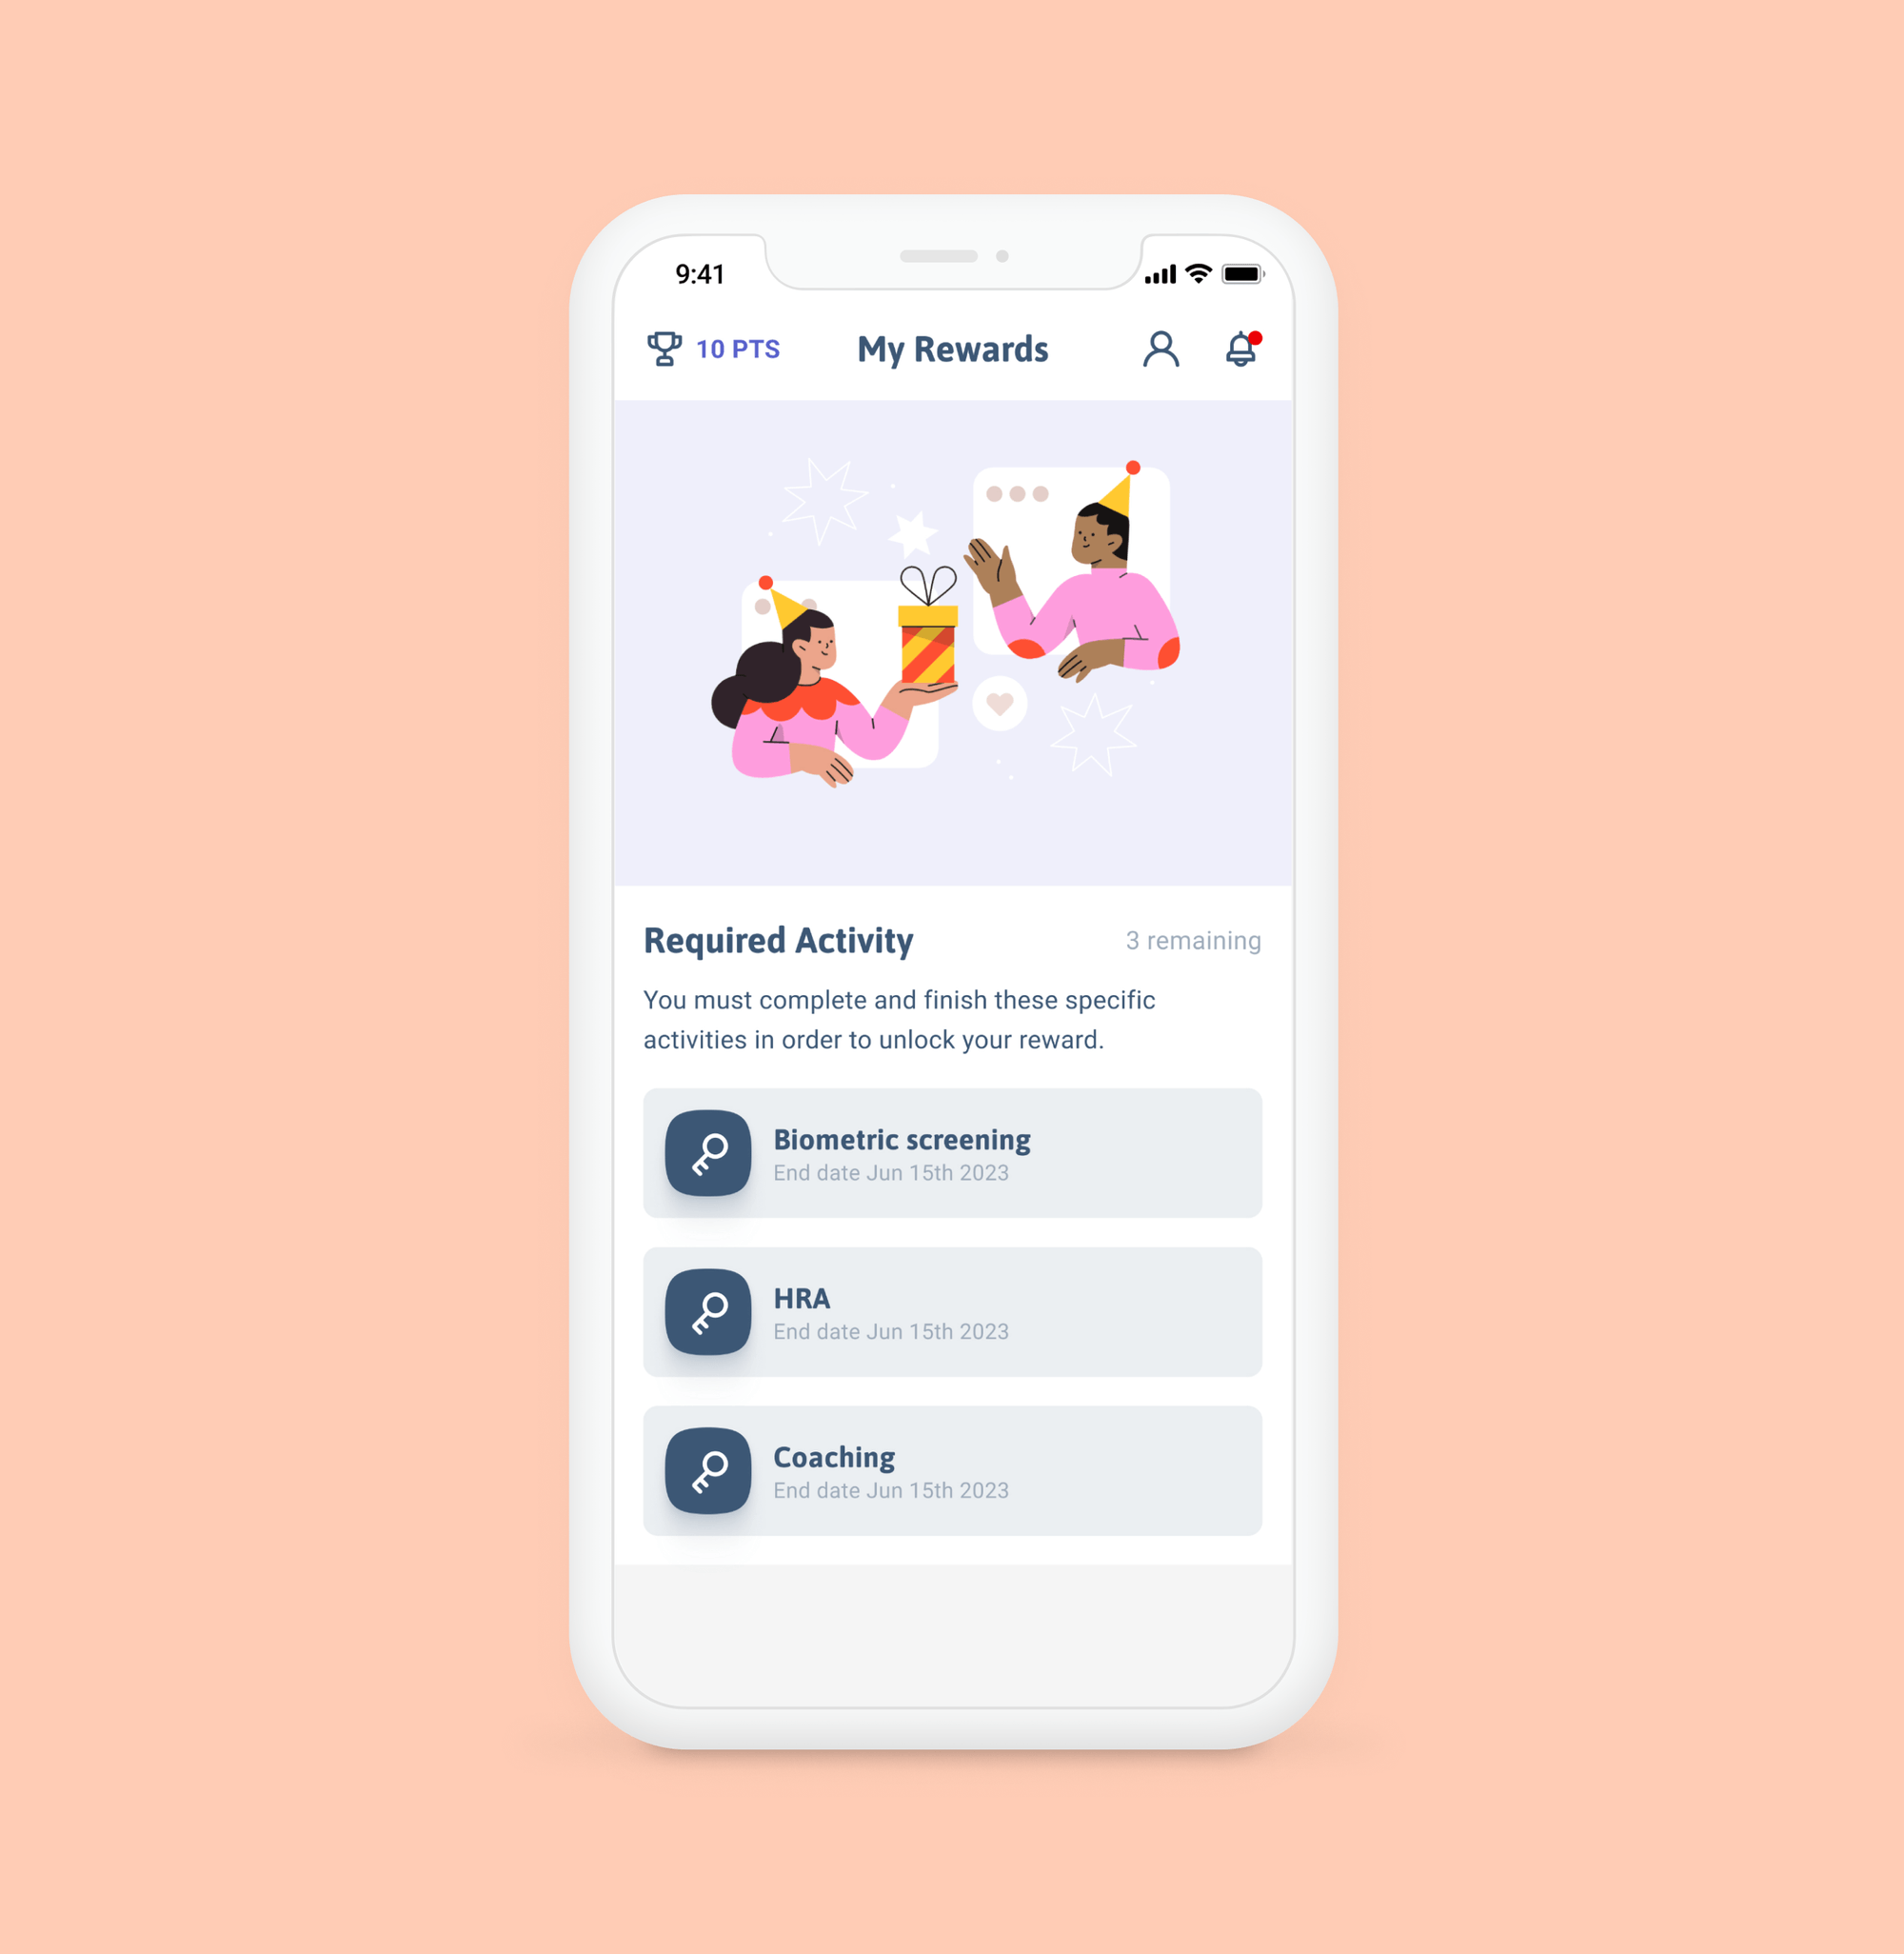 9:41
10 PTS
My Rewards
Required Activity
3 remaining
You must complete and finish these specific
activities in order to unlock your reward.
Biometric screening
End date Jun 15th 2023
HRA
End date Jun 15th 2023
Coaching
End date Jun 15th 2023